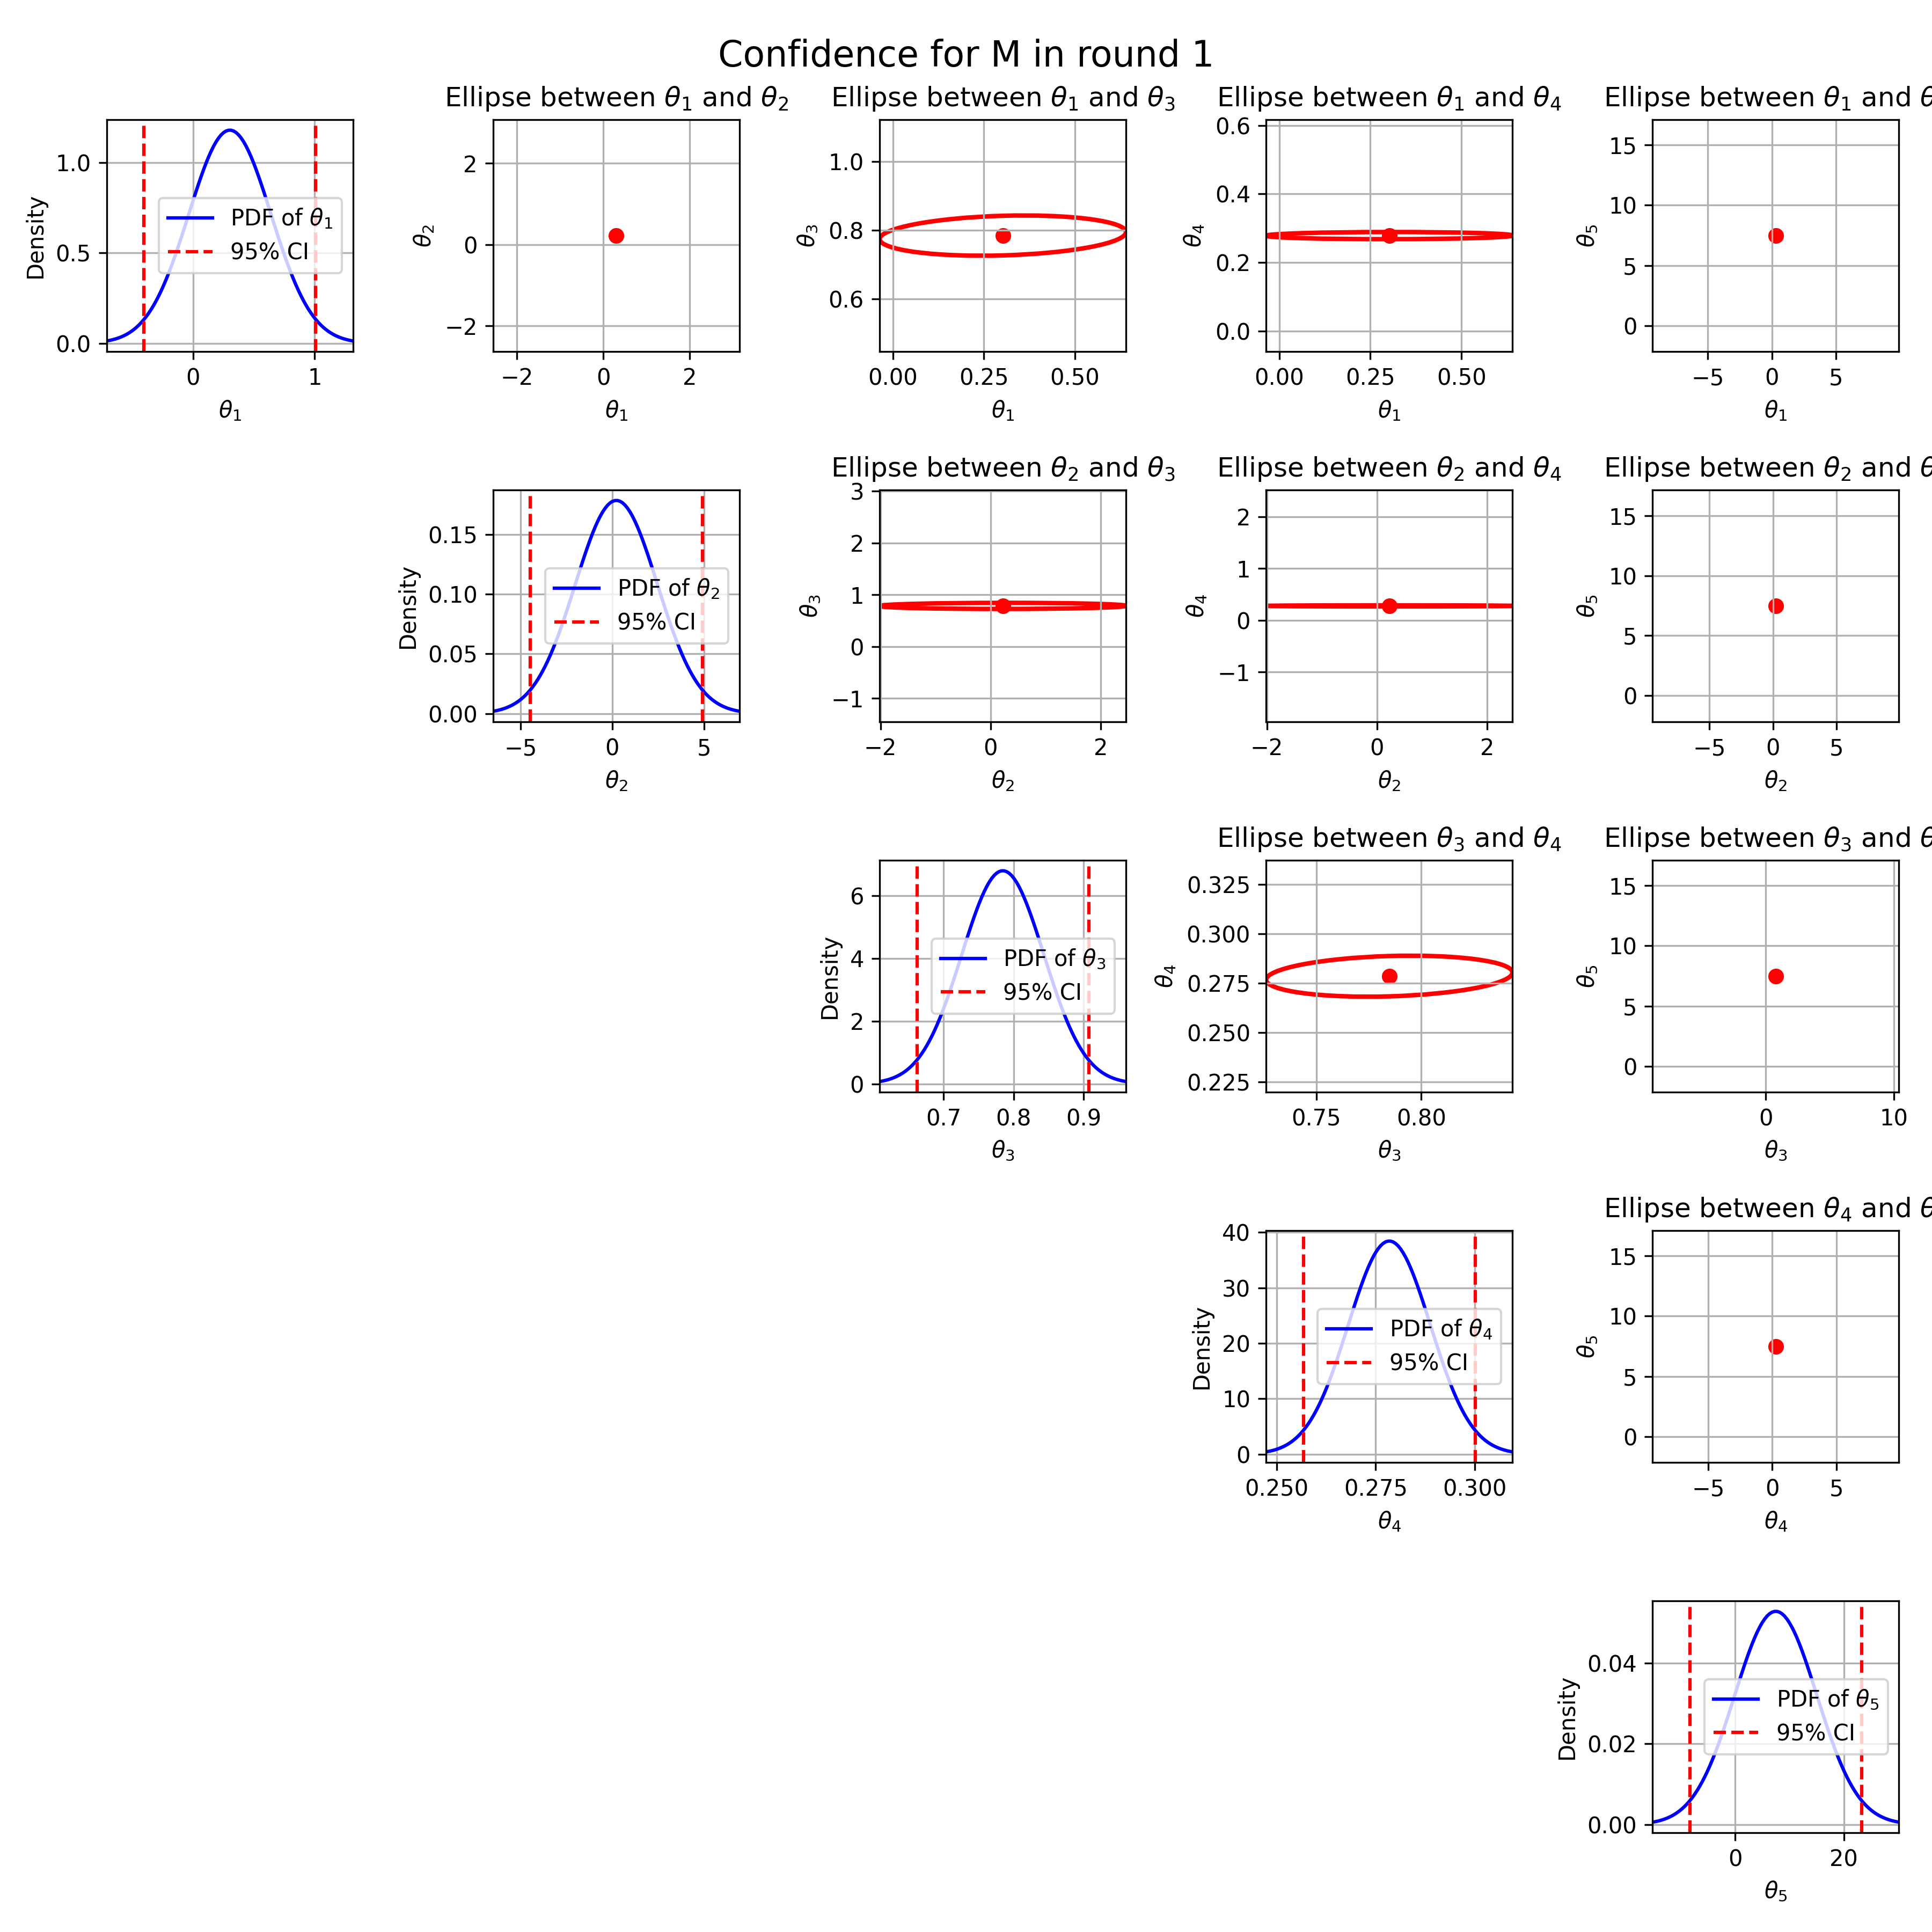 Confidence for M in round 1
Ellipse between θ₁ and θ₂
Ellipse between θ₁ and θ₃
Ellipse between θ₁ and θ₄
Ellipse between θ₁ and θ
1.0
0.5
0.0
Density
PDF of θ₁
95% CI
0 1
θ₁
2
0
−2
θ₂
−2 0 2
θ₁
1.0
0.8
0.6
θ₃
0.00 0.25 0.50
θ₁
0.6
0.4
0.2
0.0
θ₄
0.00 0.25 0.50
θ₁
15
10
5
0
θ₅
−5 0 5
θ₁
Ellipse between θ₂ and θ₃
Ellipse between θ₂ and θ₄
Ellipse between θ₂ and θ
0.15
0.10
0.05
0.00
Density
PDF of θ₂
95% CI
−5 0 5
θ₂
3
2
1
0
−1
θ₃
−2 0 2
θ₂
2
1
0
−1
θ₄
−2 0 2
θ₂
15
10
5
0
θ₅
−5 0 5
θ₂
Ellipse between θ₃ and θ₄
Ellipse between θ₃ and θ
6
4
2
0
Density
PDF of θ₃
95% CI
0.7 0.8 0.9
θ₃
0.325
0.300
0.275
0.250
0.225
θ₄
0.75 0.80
θ₃
15
10
5
0
θ₅
0 10
θ₃
Ellipse between θ₄ and θ
40
30
20
10
0
Density
PDF of θ₄
95% CI
0.250 0.275 0.300
θ₄
15
10
5
0
θ₅
−5 0 5
θ₄
0.04
0.02
0.00
Density
PDF of θ₅
95% CI
0 20
θ₅